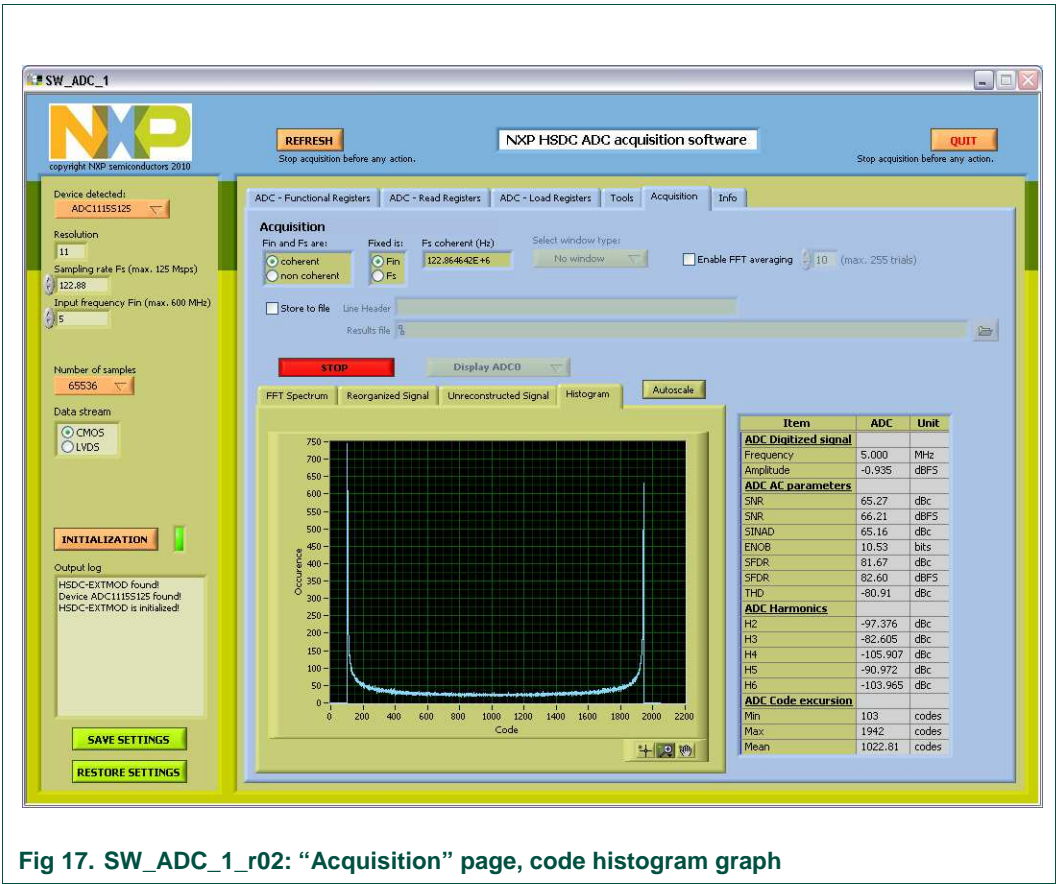 SW_ADC_1
NXP
copyright NXP semiconductors 2010
REFRESH
Stop acquisition before any action.
NXP HSDC ADC acquisition software
QUIT
Stop acquisition before any action.
Device detected:
ADC1115S125
Resolution
11
Sampling rate Fs (max. 125 Msps)
122.88
Input frequency Fin (max. 600 MHz)
5
Number of samples
65536
Data stream
CMOS
LVDS
INITIALIZATION
Output log
HSDC-EXTMOD found!
Device ADC1115S125 found!
HSDC-EXTMOD is initialized!
SAVE SETTINGS
RESTORE SETTINGS
ADC - Functional Registers
ADC - Read Registers
ADC - Load Registers
Tools
Acquisition
Info
Acquisition
Fin and Fs are:
coherent
non coherent
Fixed is:
Fin
Fs
Fs coherent (Hz)
122.864642E+6
Select window type:
No window
Enable FFT averaging
10
(max. 255 trials)
Store to file
Line Header
Results file
STOP
Display ADC0
FFT Spectrum
Reorganized Signal
Unreconstructed Signal
Histogram
Autoscale
Occurence
750
700
650
600
550
500
450
400
350
300
250
200
150
100
50
0
0 200 400 600 800 1000 1200 1400 1600 1800 2000 2200
Code
Item ADC Unit
ADC Digitized signal
Frequency 5.000 MHz
Amplitude -0.935 dBFS
ADC AC parameters
SNR 65.27 dBc
SNR 66.21 dBFS
SINAD 65.16 dBc
ENOB 10.53 bits
SFDR 81.67 dBc
SFDR 82.60 dBFS
THD -80.91 dBc
ADC Harmonics
H2 -97.376 dBc
H3 -82.605 dBc
H4 -105.907 dBc
H5 -90.972 dBc
H6 -103.965 dBc
ADC Code excursion
Min 103 codes
Max 1942 codes
Mean 1022.81 codes
Fig 17. SW_ADC_1_r02: “Acquisition” page, code histogram graph